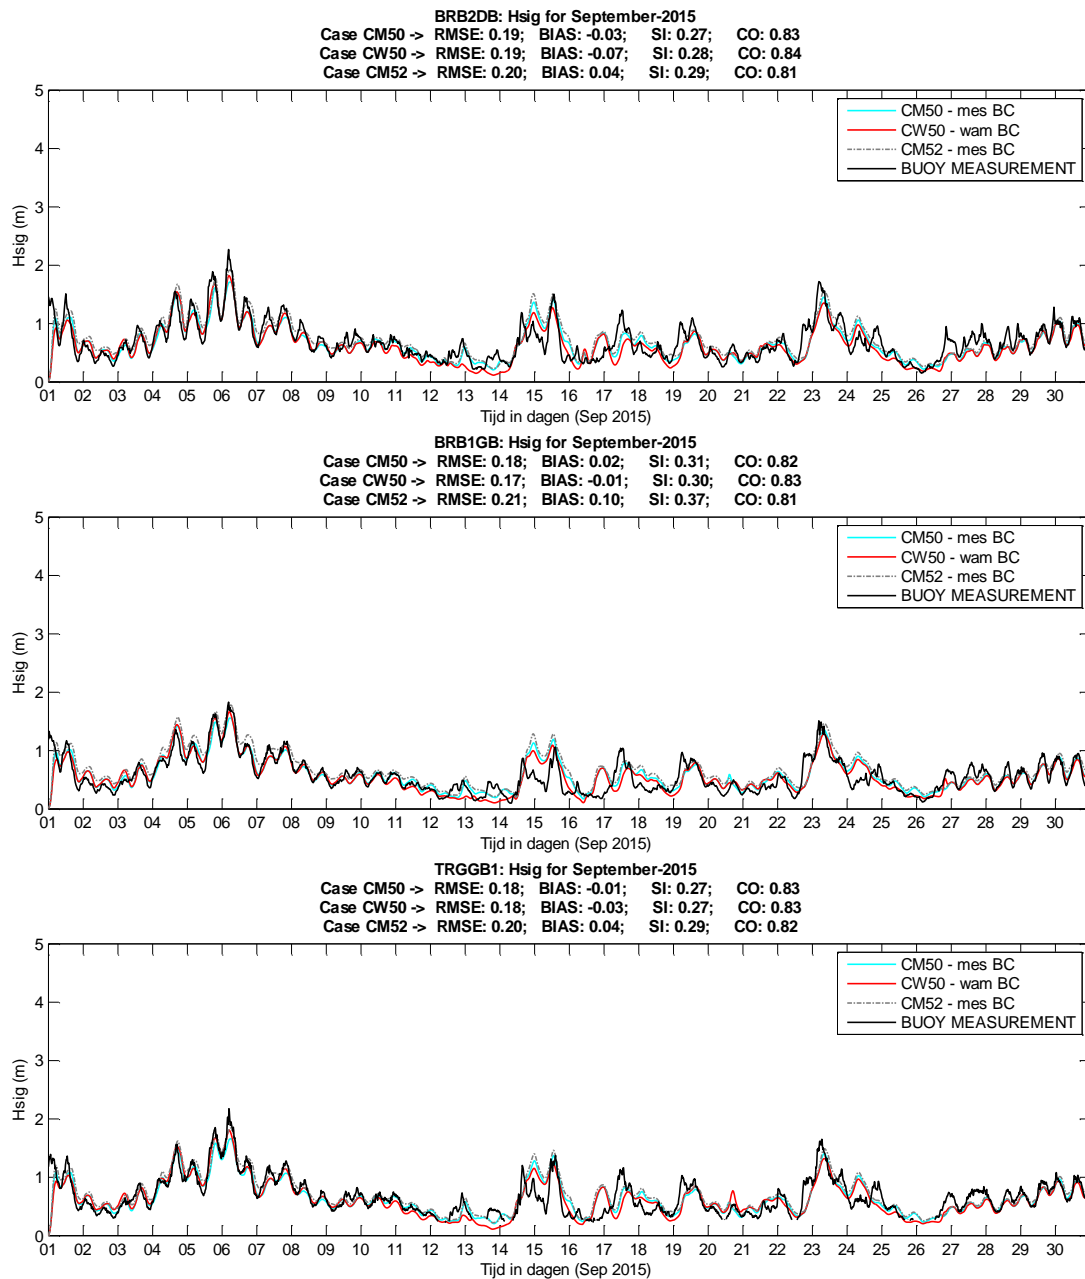 BRB2DB: Hsig for September-2015
Case CM50 -> RMSE: 0.19; BIAS: -0.03; SI: 0.27; CO: 0.83
Case CW50 -> RMSE: 0.19; BIAS: -0.07; SI: 0.28; CO: 0.84
Case CM52 -> RMSE: 0.20; BIAS: 0.04; SI: 0.29; CO: 0.81
5
4
3
2
1
0
Hsig (m)
CM50 - mes BC
CW50 - wam BC
CM52 - mes BC
BUOY MEASUREMENT
01 02 03 04 05 06 07 08 09 10 11 12 13 14 15 16 17 18 19 20 21 22 23 24 25 26 27 28 29 30
Tijd in dagen (Sep 2015)
BRB1GB: Hsig for September-2015
Case CM50 -> RMSE: 0.18; BIAS: 0.02; SI: 0.31; CO: 0.82
Case CW50 -> RMSE: 0.17; BIAS: -0.01; SI: 0.30; CO: 0.83
Case CM52 -> RMSE: 0.21; BIAS: 0.10; SI: 0.37; CO: 0.81
5
4
3
2
1
0
Hsig (m)
CM50 - mes BC
CW50 - wam BC
CM52 - mes BC
BUOY MEASUREMENT
01 02 03 04 05 06 07 08 09 10 11 12 13 14 15 16 17 18 19 20 21 22 23 24 25 26 27 28 29 30
Tijd in dagen (Sep 2015)
TRGGB1: Hsig for September-2015
Case CM50 -> RMSE: 0.18; BIAS: -0.01; SI: 0.27; CO: 0.83
Case CW50 -> RMSE: 0.18; BIAS: -0.03; SI: 0.27; CO: 0.83
Case CM52 -> RMSE: 0.20; BIAS: 0.04; SI: 0.29; CO: 0.82
5
4
3
2
1
0
Hsig (m)
CM50 - mes BC
CW50 - wam BC
CM52 - mes BC
BUOY MEASUREMENT
01 02 03 04 05 06 07 08 09 10 11 12 13 14 15 16 17 18 19 20 21 22 23 24 25 26 27 28 29 30
Tijd in dagen (Sep 2015)